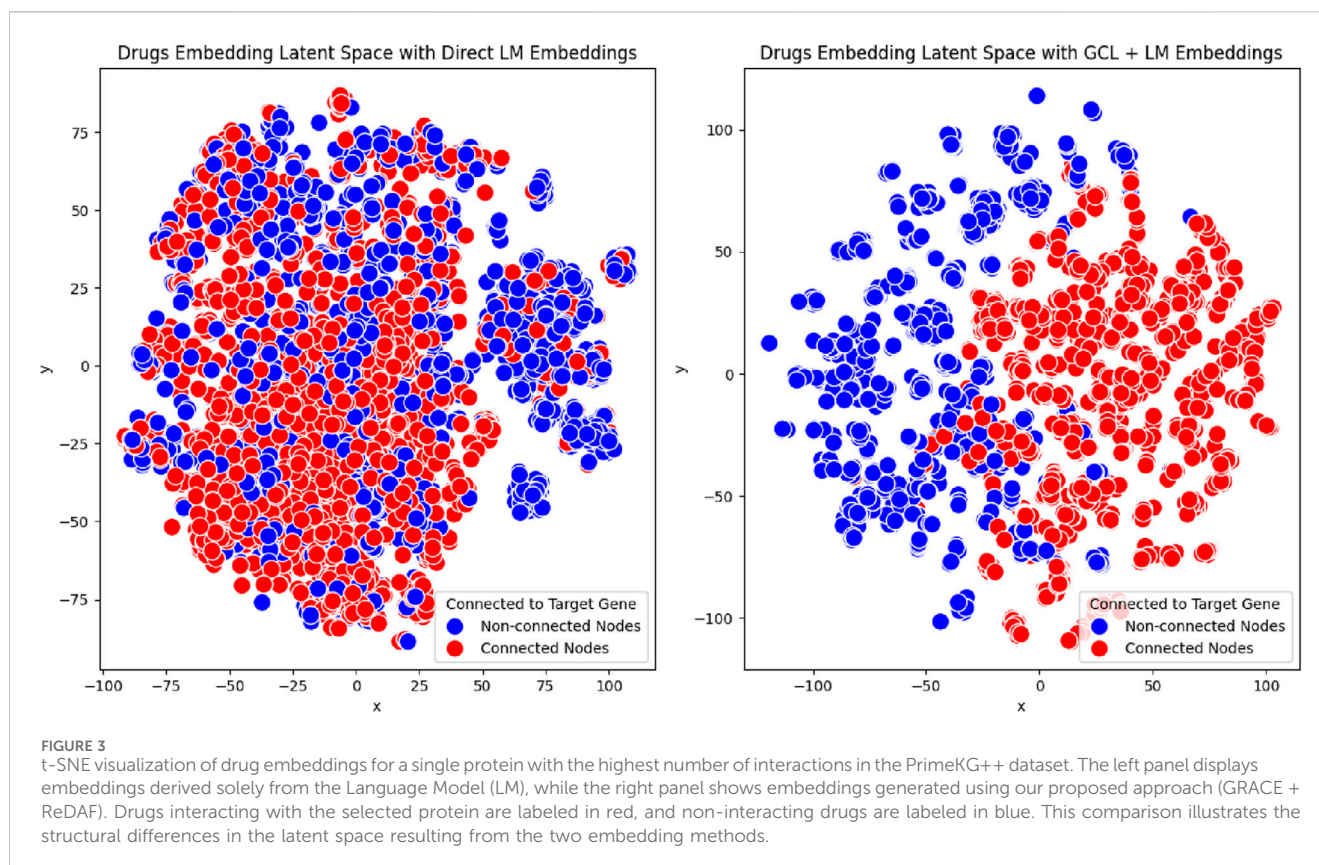 Drugs Embedding Latent Space with Direct LM Embeddings
75
50
25
0
−25
−50
−75
y
−100
−75
−50
−25
0
25
50
75
100
x
Connected to Target Gene
Non-connected Nodes
Connected Nodes
Drugs Embedding Latent Space with GCL + LM Embeddings
100
50
0
−50
−100
y
−100
−50
0
50
100
x
Connected to Target Gene
Non-connected Nodes
Connected Nodes
FIGURE 3
t-SNE visualization of drug embeddings for a single protein with the highest number of interactions in the PrimeKG++ dataset. The left panel displays
embeddings derived solely from the Language Model (LM), while the right panel shows embeddings generated using our proposed approach (GRACE +
ReDAF). Drugs interacting with the selected protein are labeled in red, and non-interacting drugs are labeled in blue. This comparison illustrates the
structural differences in the latent space resulting from the two embedding methods.